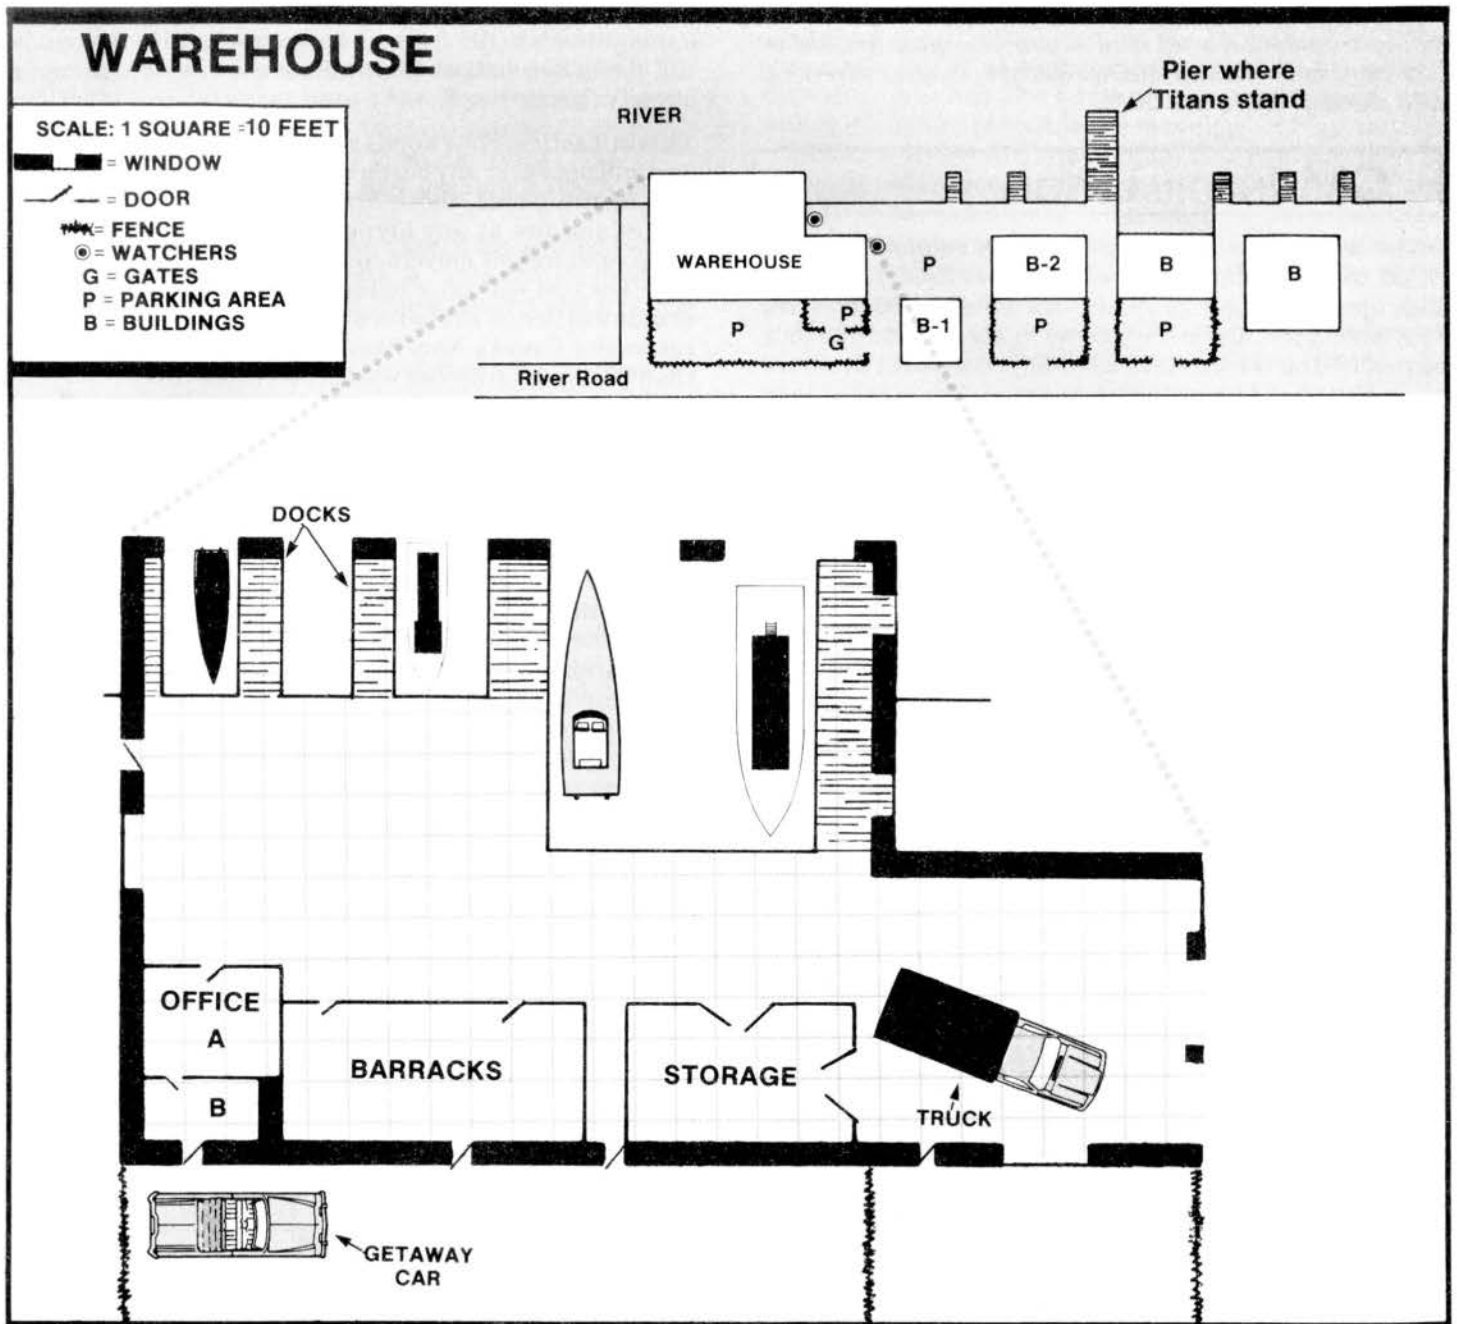 WAREHOUSE
SCALE: 1 SQUARE =10 FEET
= WINDOW
= DOOR
= FENCE
= WATCHERS
G = GATES
P = PARKING AREA
B = BUILDINGS
Pier where
Titans stand
RIVER
WAREHOUSE
P
B-2
B
B
P
P
G
B-1
P
P
River Road
DOCKS
OFFICE
A
B
BARRACKS
STORAGE
TRUCK
GETAWAY
CAR